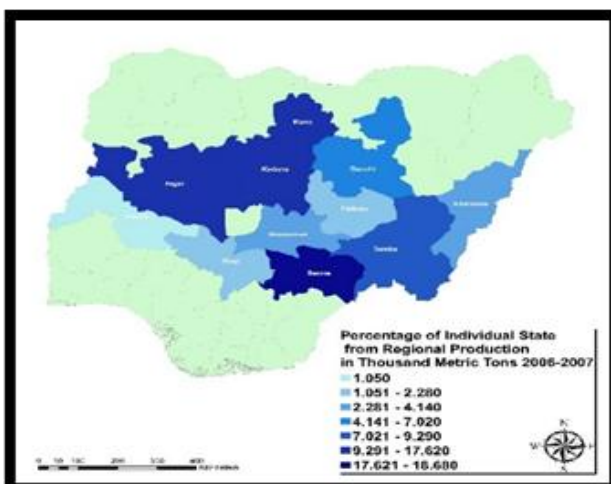 Niger
Kaduna
Bauchi
Plateau
Adamawa
Nasarawa
Taraba
Kogi
Benue
Percentage of Individual State
from Regional Production
in Thousand Metric Tons 2006-2007
1.050
1.051 - 2.280
2.281 - 4.140
4.141 - 7.020
7.021 - 9.290
9.291 - 17.620
17.621 - 18.680
N
W